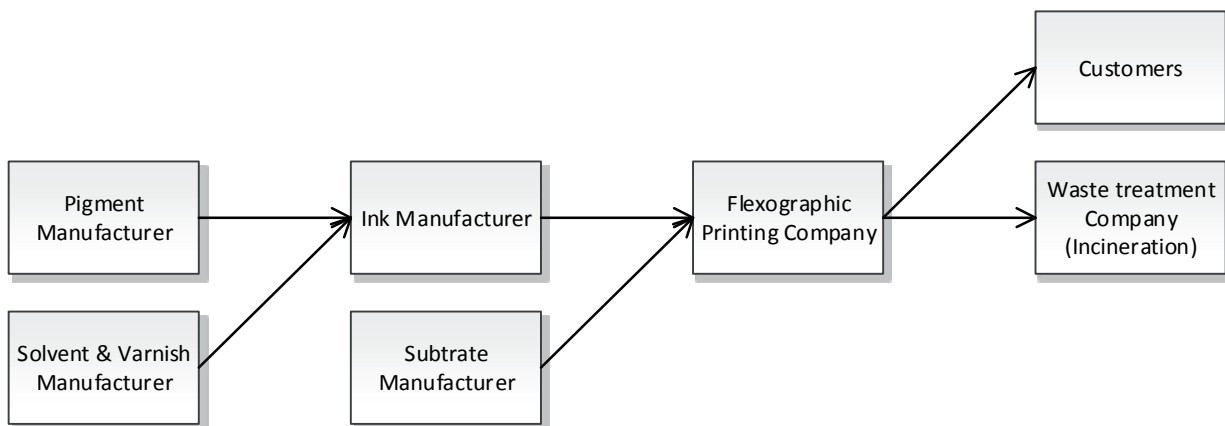 Customers
Pigment
Manufacturer
Ink Manufacturer
Flexographic
Printing Company
Waste treatment
Company
(Incineration)
Solvent & Varnish
Manufacturer
Subtrate
Manufacturer